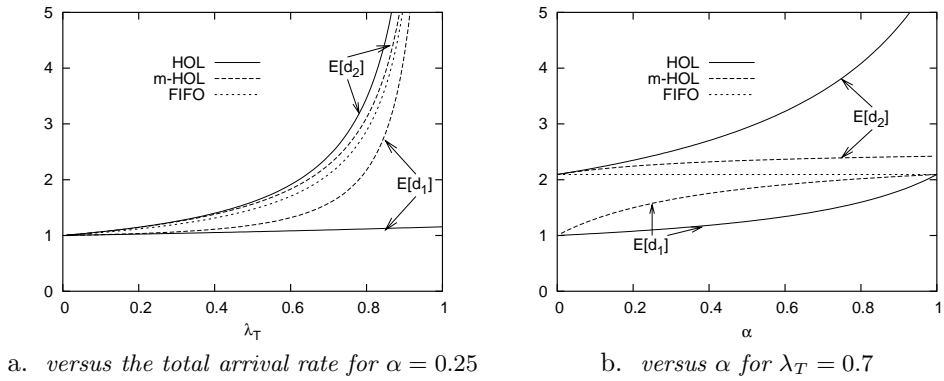 5
4
3
2
1
0
0
0.2
0.4
0.6
0.8
1
λT
HOL
m-HOL
FIFO
E[d2]
E[d1]
a. versus the total arrival rate for α = 0.25
5
4
3
2
1
0
0
0.2
0.4
0.6
0.8
1
α
HOL
m-HOL
FIFO
E[d2]
E[d1]
b. versus α for λT = 0.7